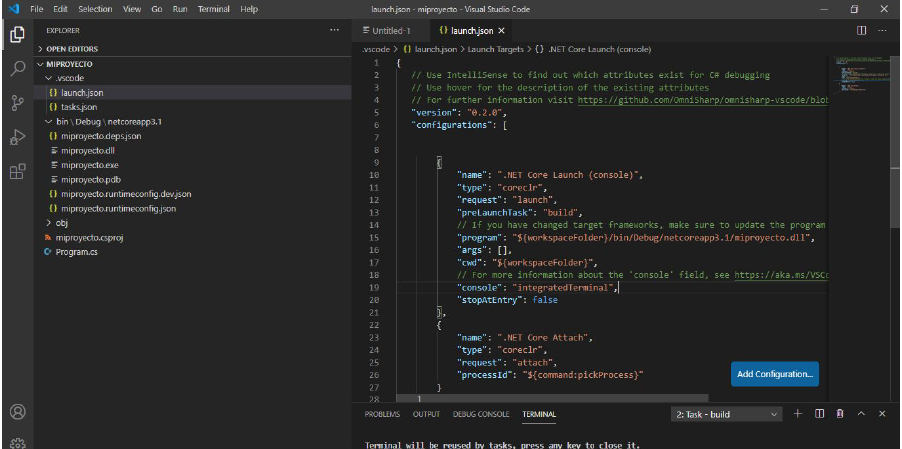 File Edit Selection View Go Run Terminal Help launch.json - miproyecto - Visual Studio Code
EXPLORER
OPEN EDITORS
MIPROYECTO
.vscode
launch.json
tasks.json
bin \ Debug \ netcoreapp3.1
miproyecto.deps.json
miproyecto.dll
miproyecto.exe
miproyecto.pdb
miproyecto.runtimeconfig.dev.json
miproyecto.runtimeconfig.json
obj
miproyecto.csproj
Program.cs
Untitled-1 launch.json
.vscode > launch.json > Launch Targets > {} .NET Core Launch (console)
1 {
2 // Use IntelliSense to find out which attributes exist for C# debugging
3 // Use hover for the description of the existing attributes
4 // For further information visit https://github.com/OmniSharp/omnisharp-vscode/blob
5 "version": "0.2.0",
6 "configurations": [
7
8
9 {
10 "name": ".NET Core Launch (console)",
11 "type": "coreclr",
12 "request": "launch",
13 "preLaunchTask": "build",
14 // If you have changed target frameworks, make sure to update the program
15 "program": "${workspaceFolder}/bin/Debug/netcoreapp3.1/miproyecto.dll",
16 "args": [],
17 "cwd": "${workspaceFolder}",
18 // For more information about the 'console' field, see https://aka.ms/VSCo
19 "console": "integratedTerminal",
20 "stopAtEntry": false
21 },
22 {
23 "name": ".NET Core Attach",
24 "type": "coreclr",
25 "request": "attach",
26 "processId": "${command:pickProcess}"
27 }
28 ]
Add Configuration...
PROBLEMS OUTPUT DEBUG CONSOLE TERMINAL 2: Task - build
Terminal will be reused by tasks, press any key to close it.